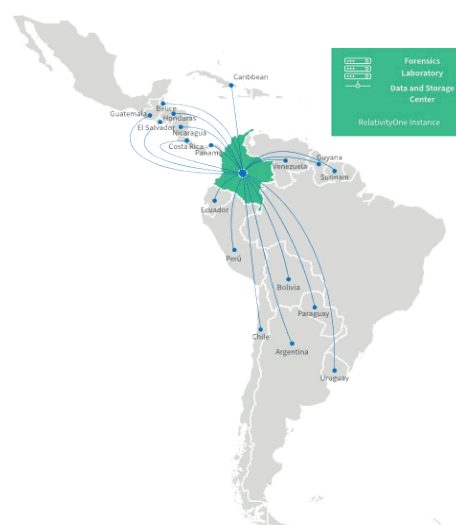 Caribbean
Forensics
Laboratory
Data and Storage
Center
RelativityOne Instance
Bruce
Guatemala
Honduras
El Salvador
Nicaragua
Costa Rica
Panamá
Venezuela
Guyana
Surinam
Ecuador
Perú
Bolivia
Paraguay
Chile
Argentina
Uruguay